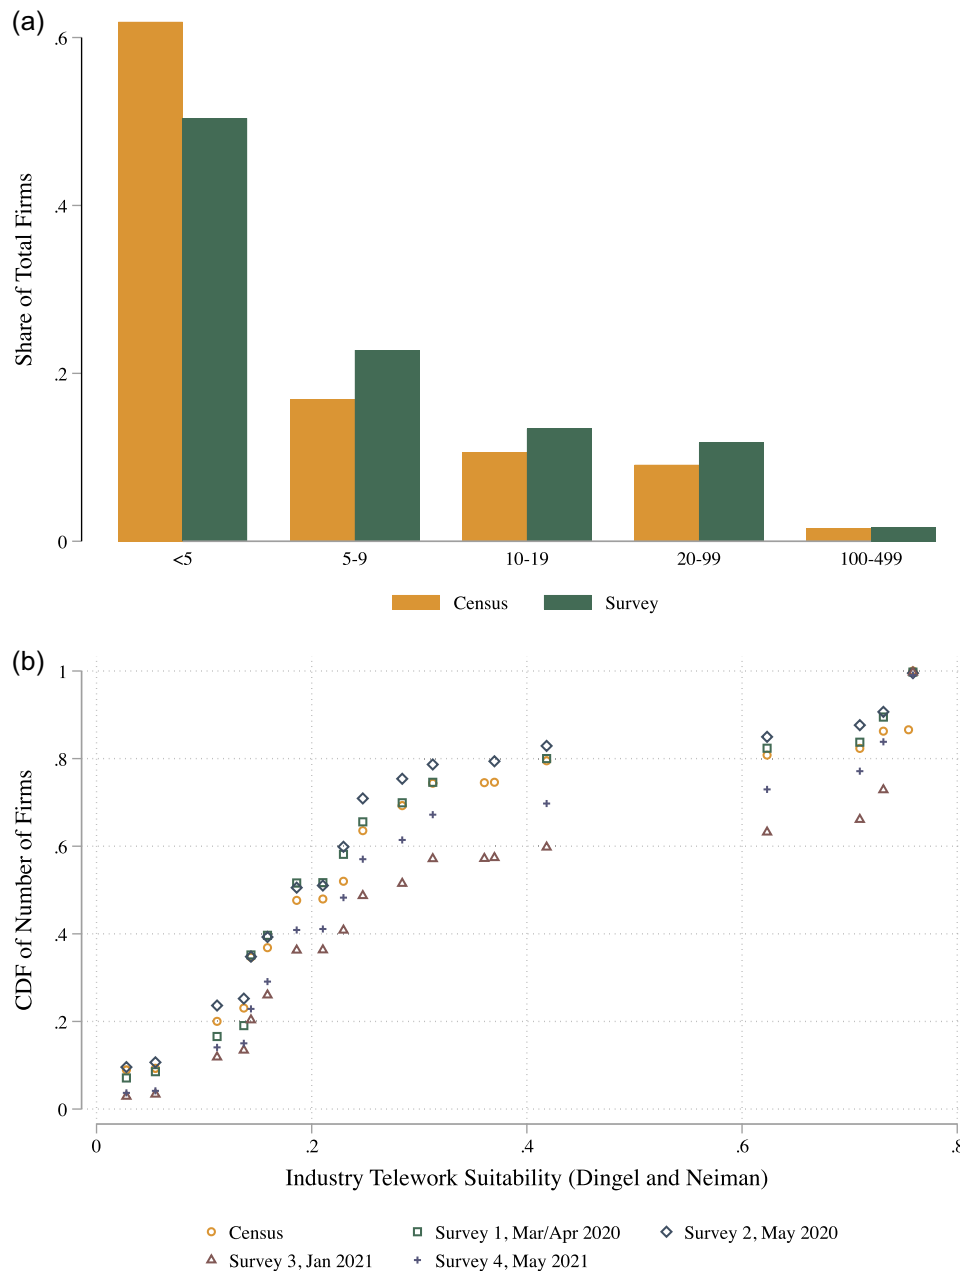 (a)
Share of Total Firms
.6
.4
.2
0
<5 5-9 10-19 20-99 100-499
Census Survey
(b)
CDF of Number of Firms
1
.8
.6
.4
.2
0
0 .2 .4 .6 .8
Industry Telework Suitability (Dingel and Neiman)
Census Survey 1, Mar/Apr 2020 Survey 2, May 2020
Survey 3, Jan 2021 Survey 4, May 2021